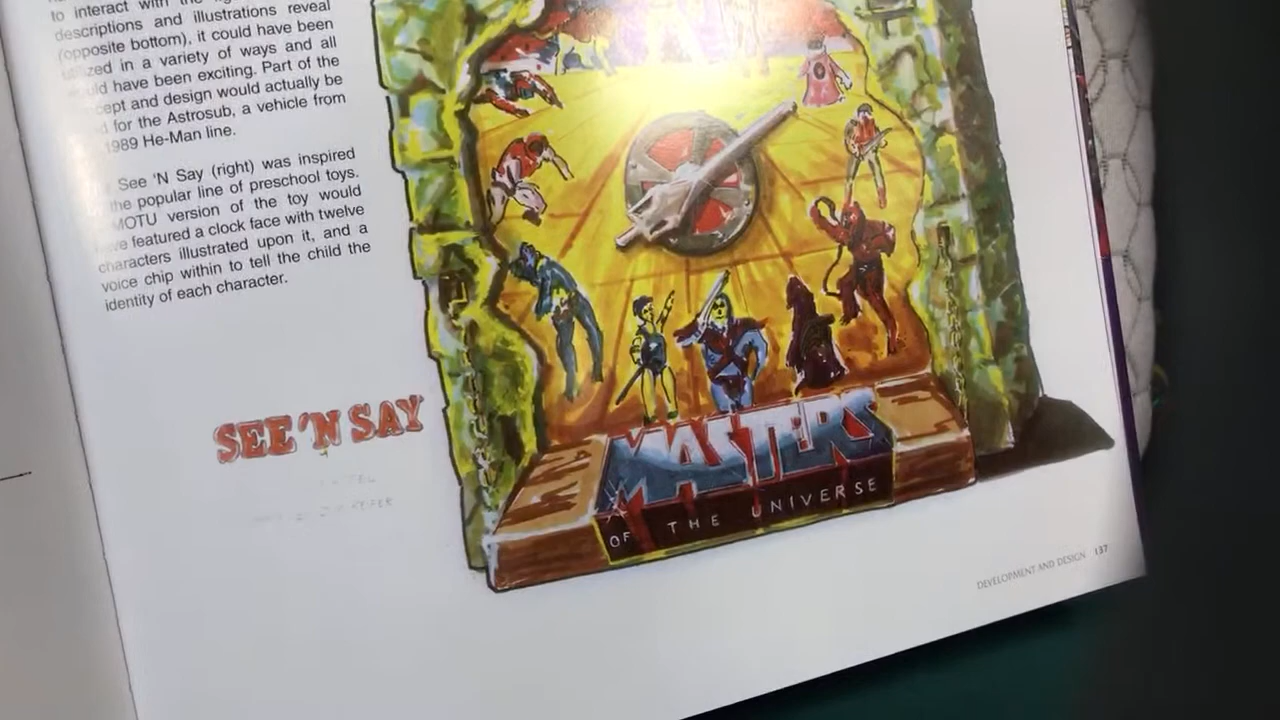 to interact with the
descriptions and illustrations reveal
(opposite bottom), it could have been
in a variety of ways and all
have been exciting. Part of the
and design would actually be
for the Astrosub, a vehicle from
1989 He-Man line.
See 'N Say (right) was inspired
the popular line of preschool toys.
MOTU version of the toy would
featured a clock face with twelve
characters illustrated upon it, and a
voice chip within to tell the child the
identity of each character.
SEE 'N SAY
MASTERS
OF THE UNIVERSE
DEVELOPMENT AND DESIGN 137